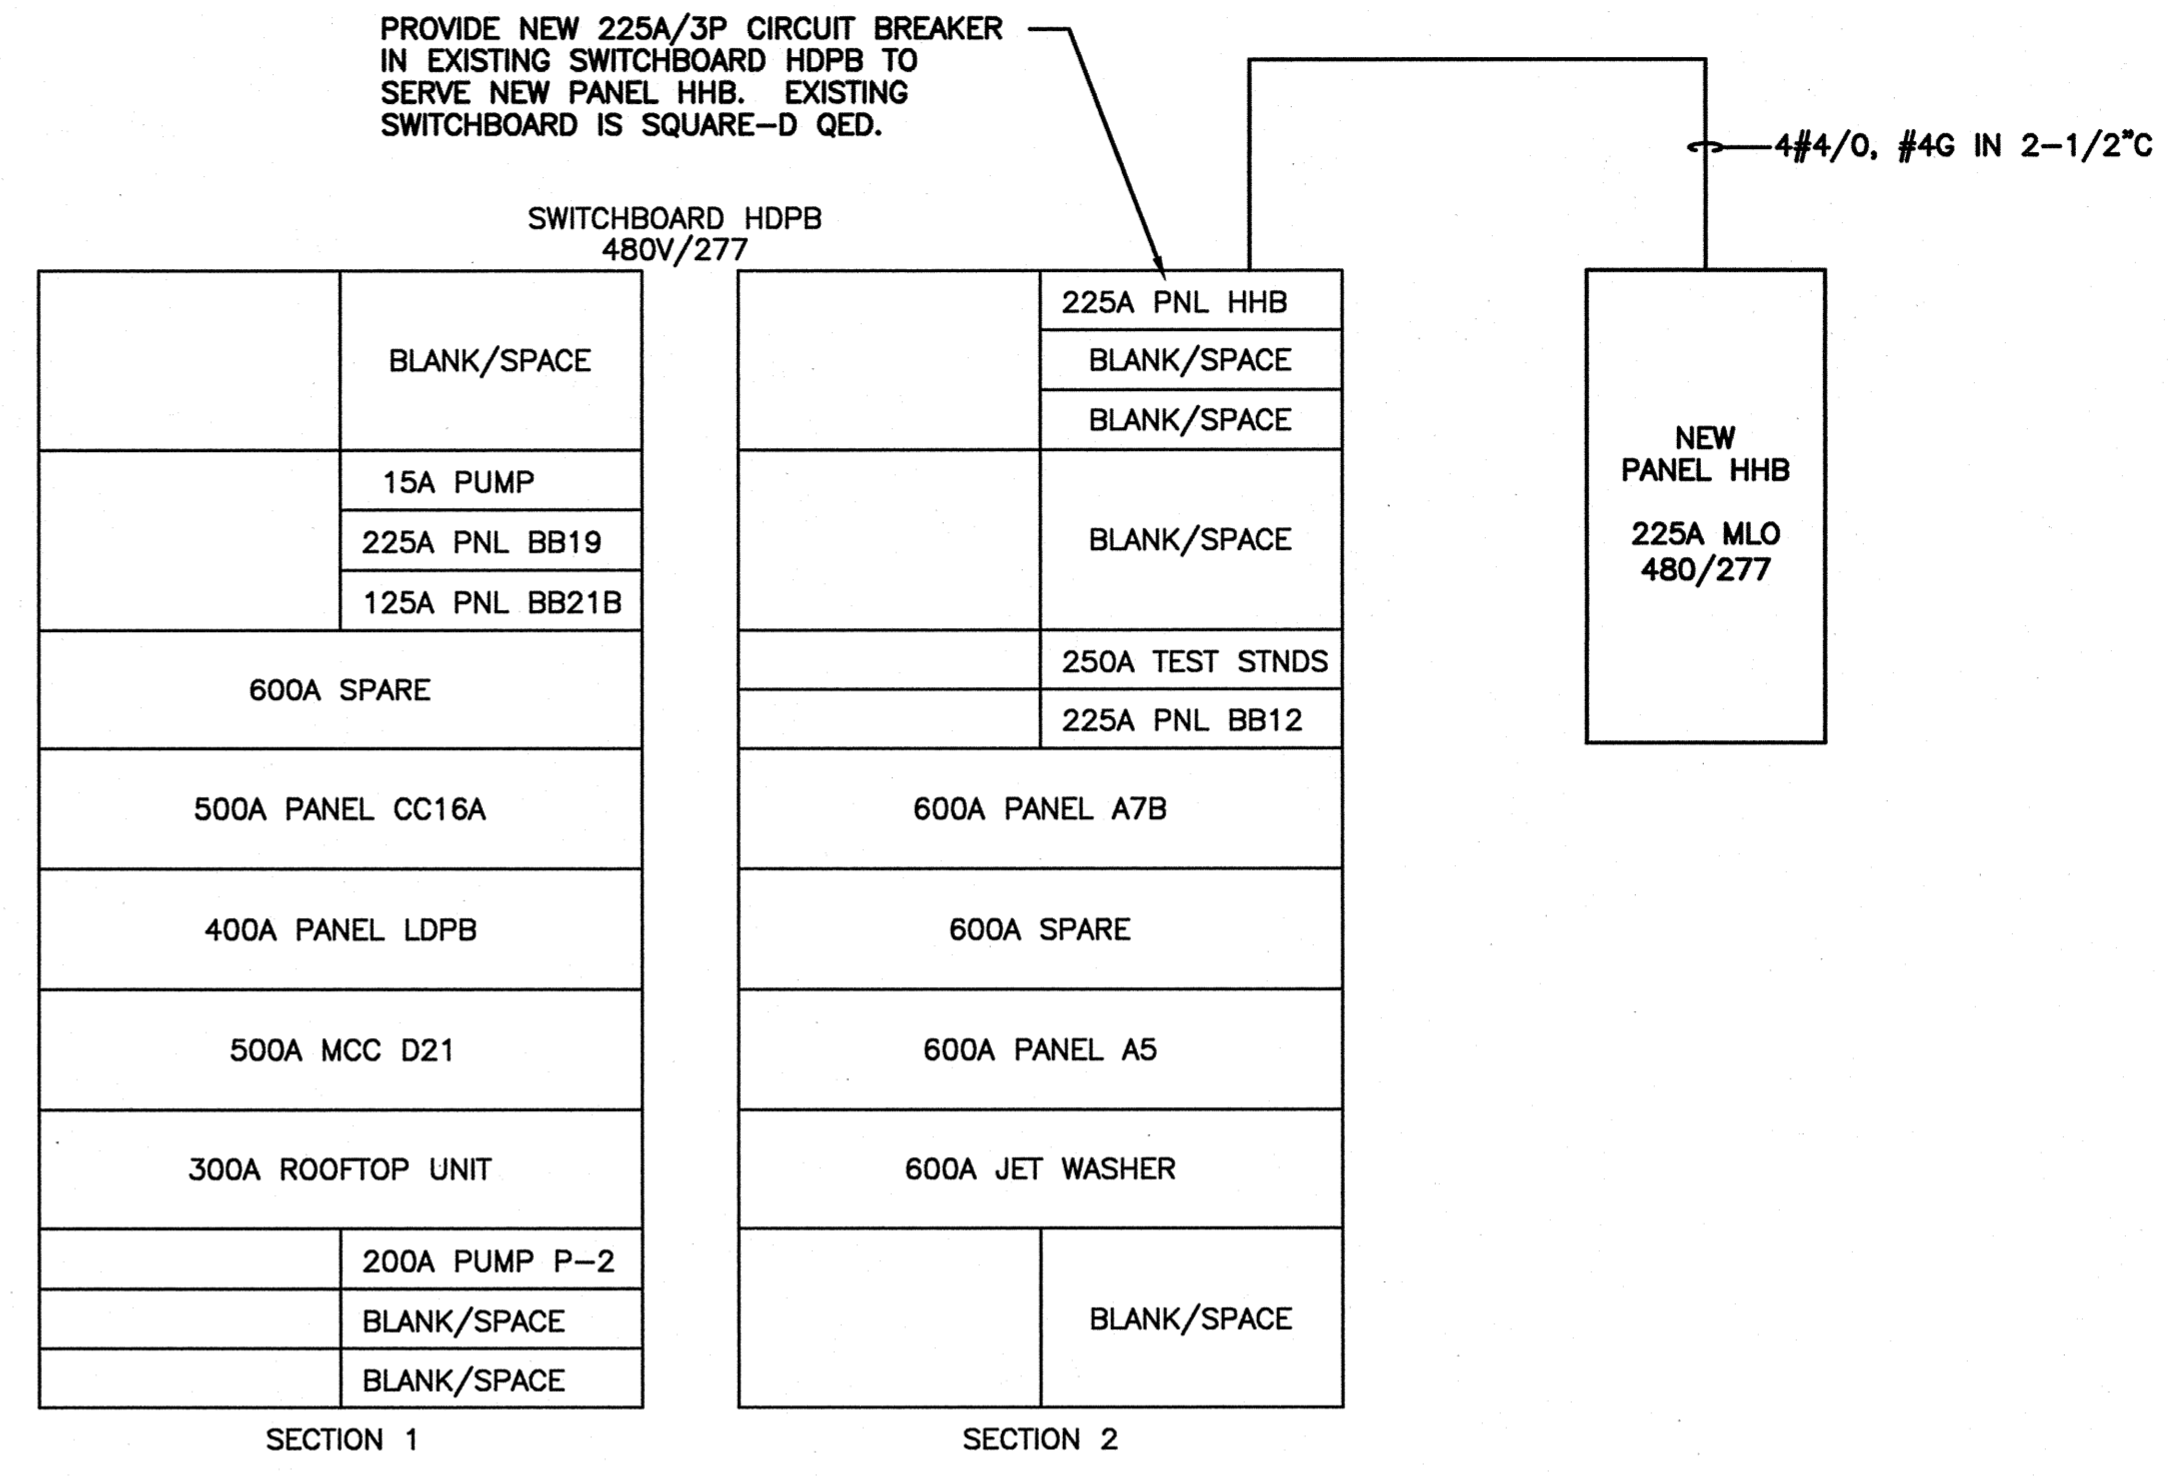 PROVIDE NEW 225A/3P CIRCUIT BREAKER
IN EXISTING SWITCHBOARD HDPB TO
SERVE NEW PANEL HHB. EXISTING
SWITCHBOARD IS SQUARE-D QED.
4#4/0, #4G IN 2-1/2"C
SWITCHBOARD HDPB
480V/277
BLANK/SPACE
15A PUMP
225A PNL BB19
125A PNL BB21B
600A SPARE
500A PANEL CC16A
400A PANEL LDPB
500A MCC D21
300A ROOFTOP UNIT
200A PUMP P-2
BLANK/SPACE
BLANK/SPACE
SECTION 1
225A PNL HHB
BLANK/SPACE
BLANK/SPACE
BLANK/SPACE
250A TEST STNDS
225A PNL BB12
600A PANEL A7B
600A SPARE
600A PANEL A5
600A JET WASHER
BLANK/SPACE
SECTION 2
NEW
PANEL HHB
225A MLO
480/277